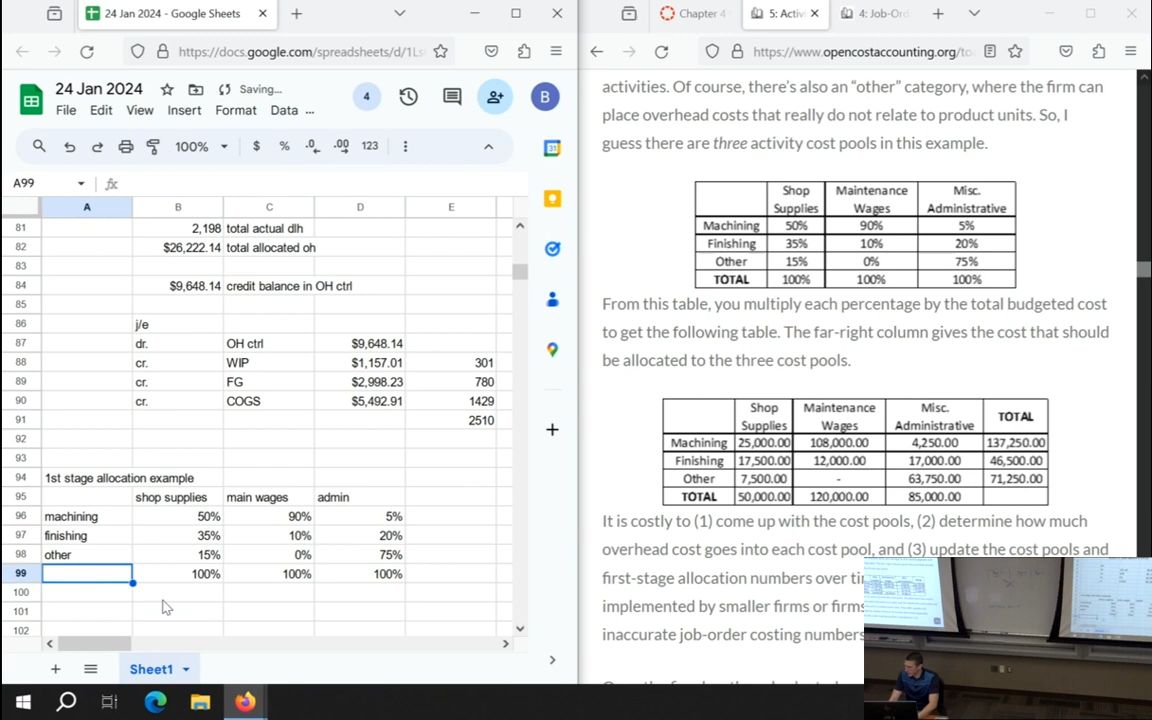 24 Jan 2024 - Google Sheets
Chapter 4
5: Activi
4: Job-Ord
https://docs.google.com/spreadsheets/d/1Ls
https://www.opencostaccounting.org/to
24 Jan 2024
Saving...
File Edit View Insert Format Data ...
4
B
100%
$ % .0 .00 123
A99
fx
31
A B C D E
81 2,198 total actual dlh
82 $26,222.14 total allocated oh
83
84 $9,648.14 credit balance in OH ctrl
85
86 j/e
87 dr. OH ctrl $9,648.14
88 cr. WIP $1,157.01 301
89 cr. FG $2,998.23 780
90 cr. COGS $5,492.91 1429
91 2510
92
93
94 1st stage allocation example
95 shop supplies main wages admin
96 machining 50% 90% 5%
97 finishing 35% 10% 20%
98 other 15% 0% 75%
99 100% 100% 100%
100
101
102
Sheet1
activities. Of course, there's also an "other" category, where the firm can
place overhead costs that really do not relate to product units. So, I
guess there are three activity cost pools in this example.
Shop Maintenance Misc.
Supplies Wages Administrative
Machining 50% 90% 5%
Finishing 35% 10% 20%
Other 15% 0% 75%
TOTAL 100% 100% 100%
From this table, you multiply each percentage by the total budgeted cost
to get the following table. The far-right column gives the cost that should
be allocated to the three cost pools.
Shop Maintenance Misc. TOTAL
Supplies Wages Administrative
Machining 25,000.00 108,000.00 4,250.00 137,250.00
Finishing 17,500.00 12,000.00 17,000.00 46,500.00
Other 7,500.00 - 63,750.00 71,250.00
TOTAL 50,000.00 120,000.00 85,000.00
It is costly to (1) come up with the cost pools, (2) determine how much
overhead cost goes into each cost pool, and (3) update the cost pools and
first-stage allocation numbers over ti
implemented by smaller firms or firms
inaccurate job-order costing numbers